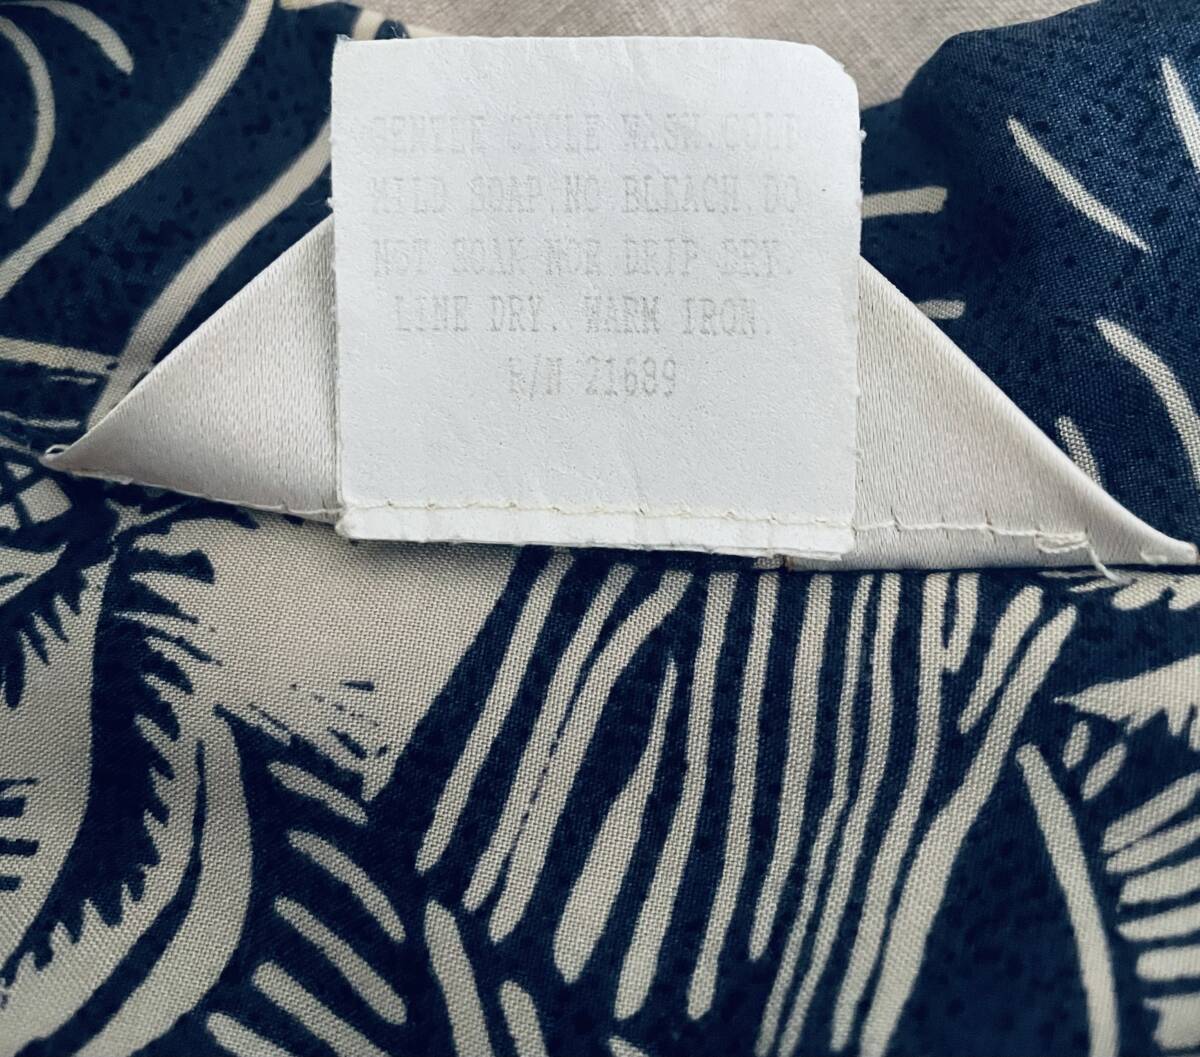 GENTLE CYCLE WASH.COLD
MILD SOAP.NO BLEACH.DO
NOT SOAK NOR DRIP DRY.
LINE DRY. WARM IRON.
R/N 21689